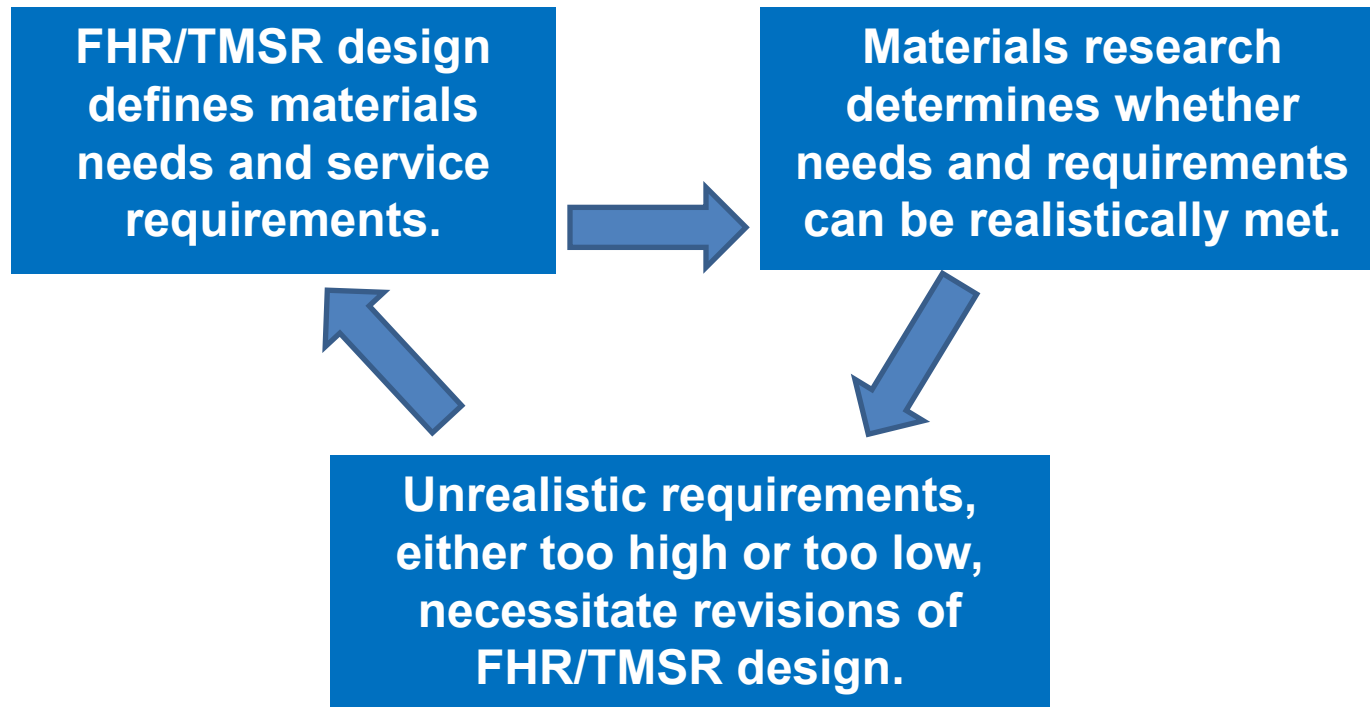 FHR/TMSR design
defines materials
needs and service
requirements.
Materials research
determines whether
needs and requirements
can be realistically met.
Unrealistic requirements,
either too high or too low,
necessitate revisions of
FHR/TMSR design.